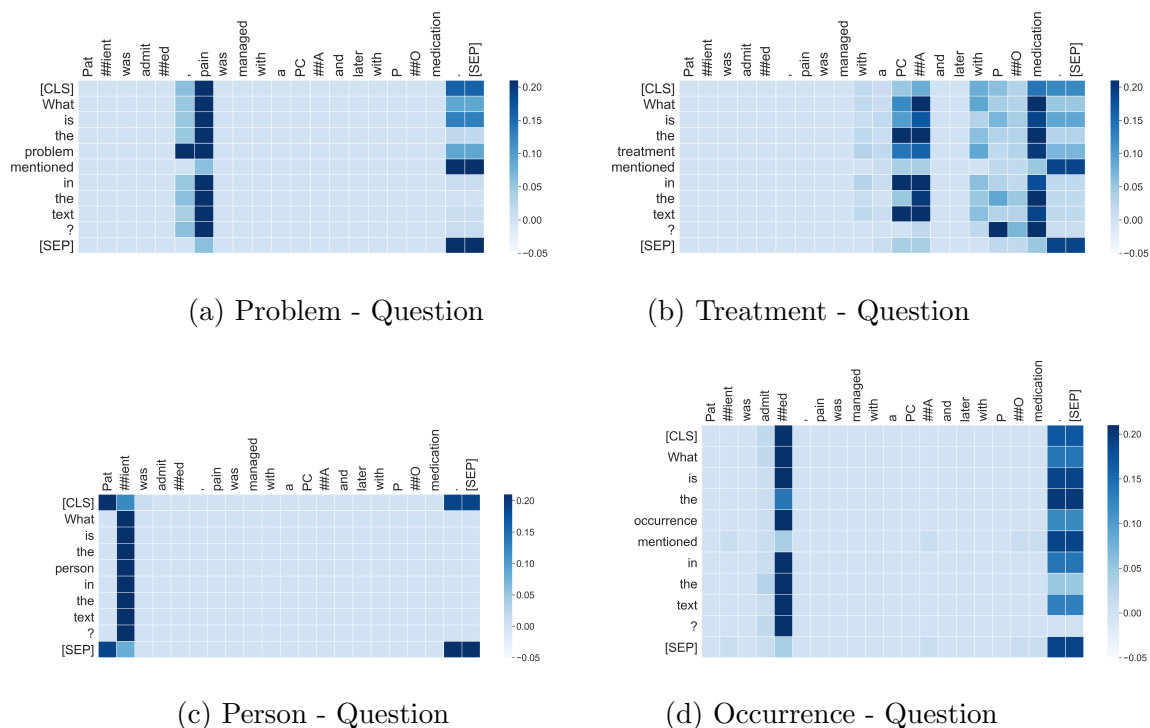 Pat ##ient was admit ##ed , pain was managed with a PC ##A and later with P ##O medication . [SEP]
[CLS]
What
is
the
problem
mentioned
in
the
text
?
[SEP]
0.20
0.15
0.10
0.05
0.00
−0.05
(a) Problem - Question
Pat ##ient was admit ##ed , pain was managed with a PC ##A and later with P ##O medication . [SEP]
[CLS]
What
is
the
treatment
mentioned
in
the
text
?
[SEP]
0.20
0.15
0.10
0.05
0.00
−0.05
(b) Treatment - Question
Pat ##ient was admit ##ed , pain was managed with a PC ##A and later with P ##O medication . [SEP]
[CLS]
What
is
the
person
in
the
text
?
[SEP]
0.20
0.15
0.10
0.05
0.00
−0.05
(c) Person - Question
Pat ##ient was admit ##ed , pain was managed with a PC ##A and later with P ##O medication . [SEP]
[CLS]
What
is
the
occurrence
mentioned
in
the
text
?
[SEP]
0.20
0.15
0.10
0.05
0.00
−0.05
(d) Occurrence - Question